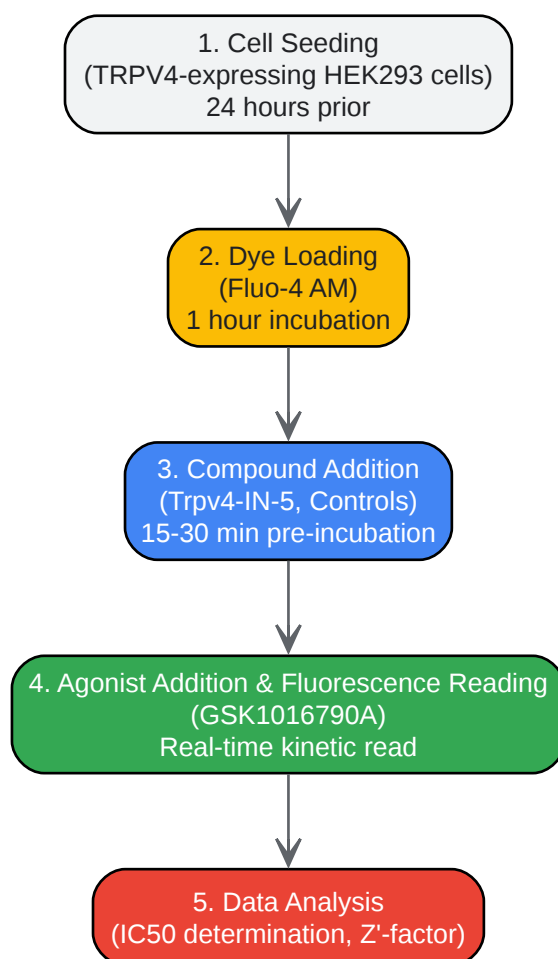 1. Cell Seeding
(TRPV4-expressing HEK293 cells)
24 hours prior
2. Dye Loading
(Fluo-4 AM)
1 hour incubation
3. Compound Addition
(Trpv4-IN-5, Controls)
15-30 min pre-incubation
4. Agonist Addition & Fluorescence Reading
(GSK1016790A)
Real-time kinetic read
5. Data Analysis
(IC50 determination, Z'-factor)